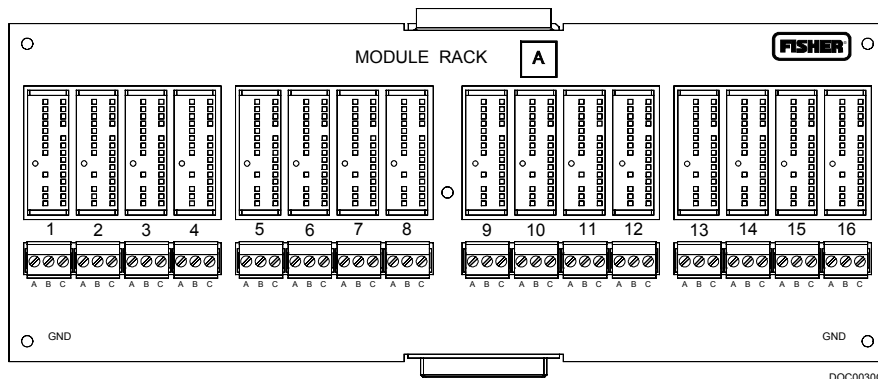 MODULE RACK A FISHER
1 2 3 4 5 6 7 8 9 10 11 12 13 14 15 16
A B C A B C A B C A B C A B C A B C A B C A B C A B C A B C A B C A B C A B C A B C A B C A B C
GND GND